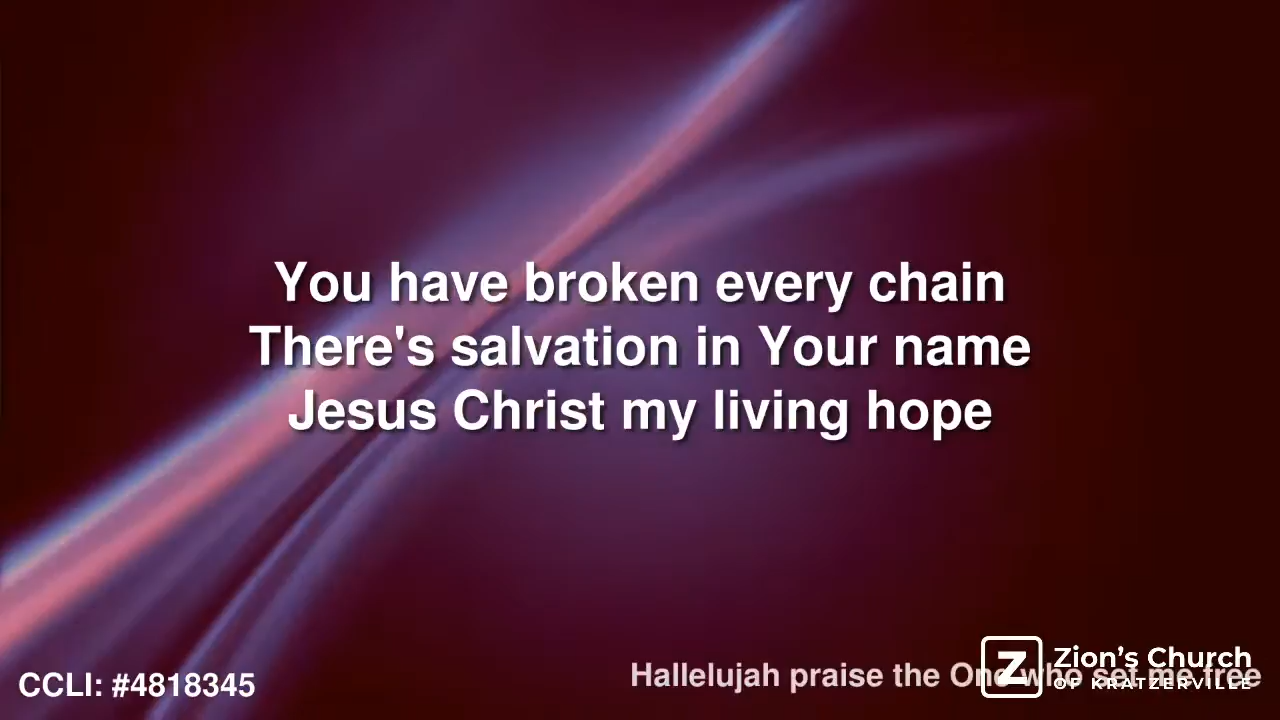 You have broken every chain
There's salvation in Your name
Jesus Christ my living hope
CCLI: #4818345
Hallelujah praise the One who set me free
Z
Zion's Church
OF KRATZERVILLE